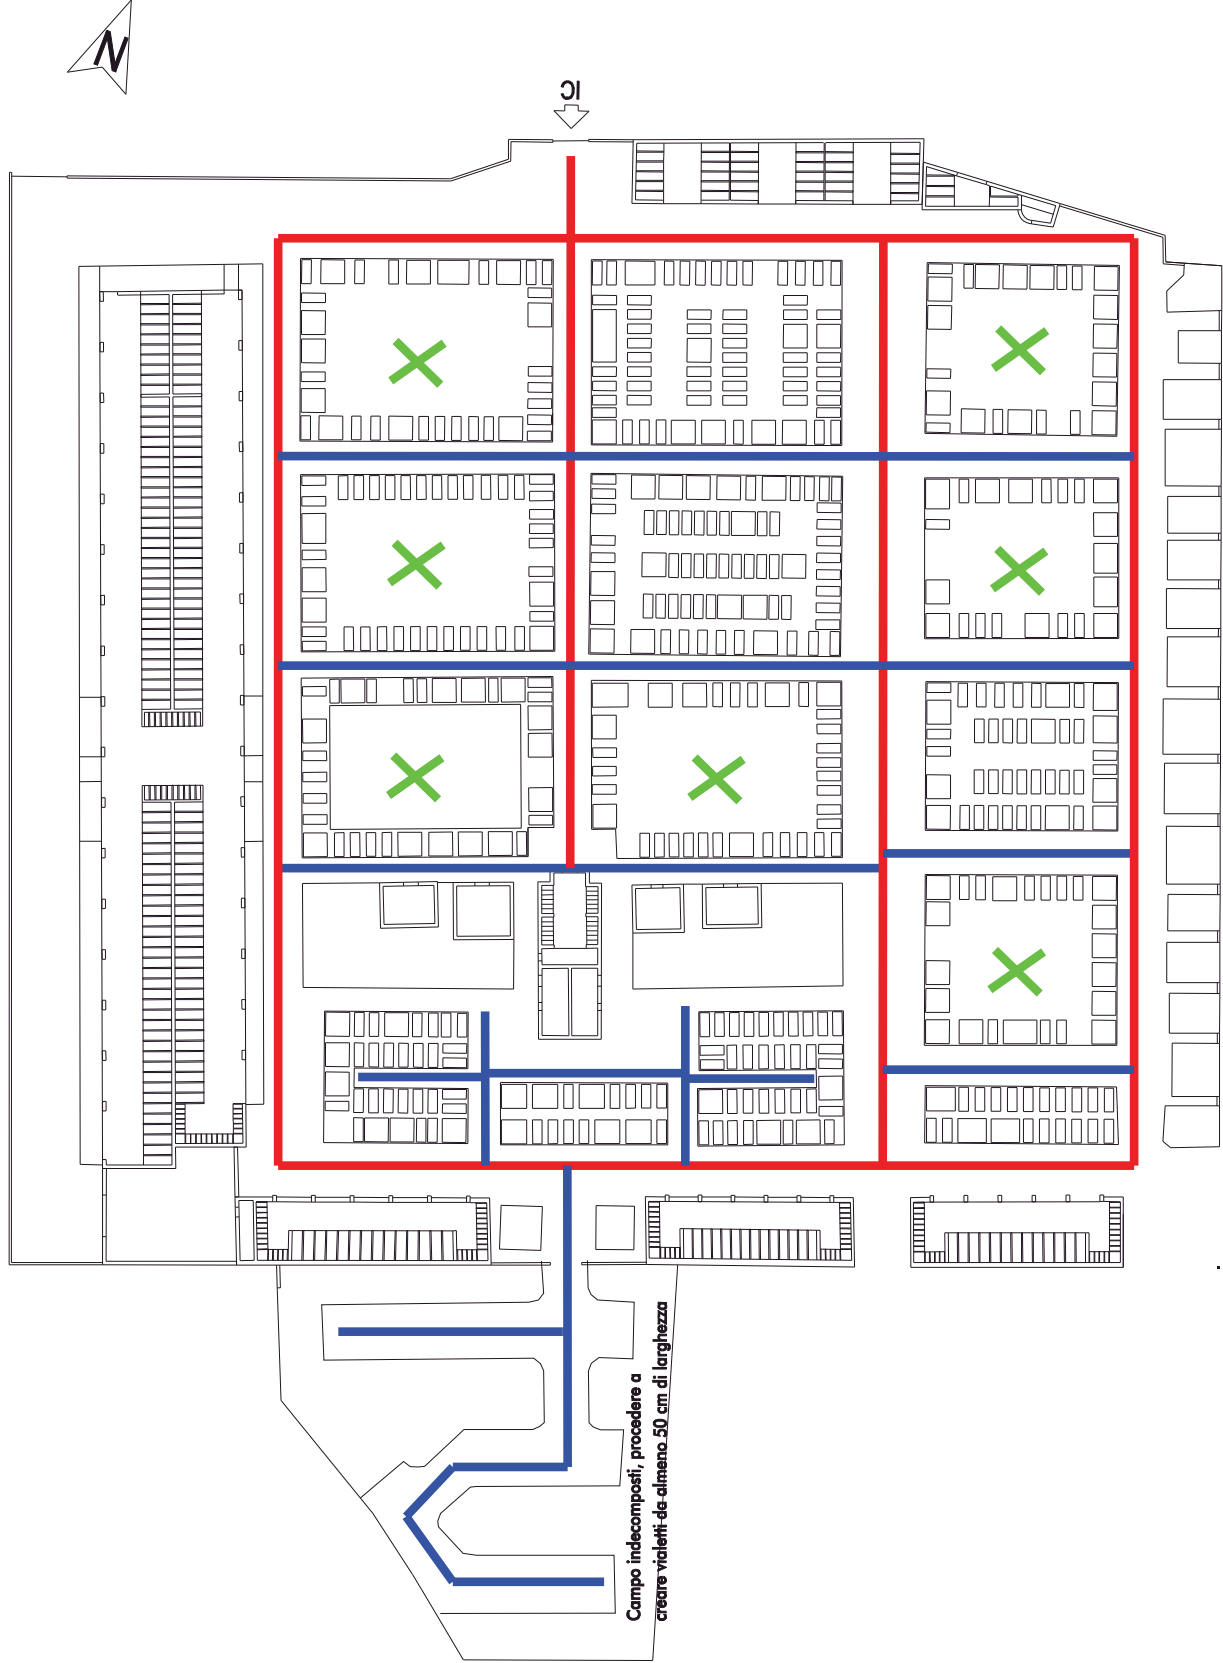 N
IC
Campo indecomposti, procedere a
creare vialetti da almeno 50 cm di larghezza